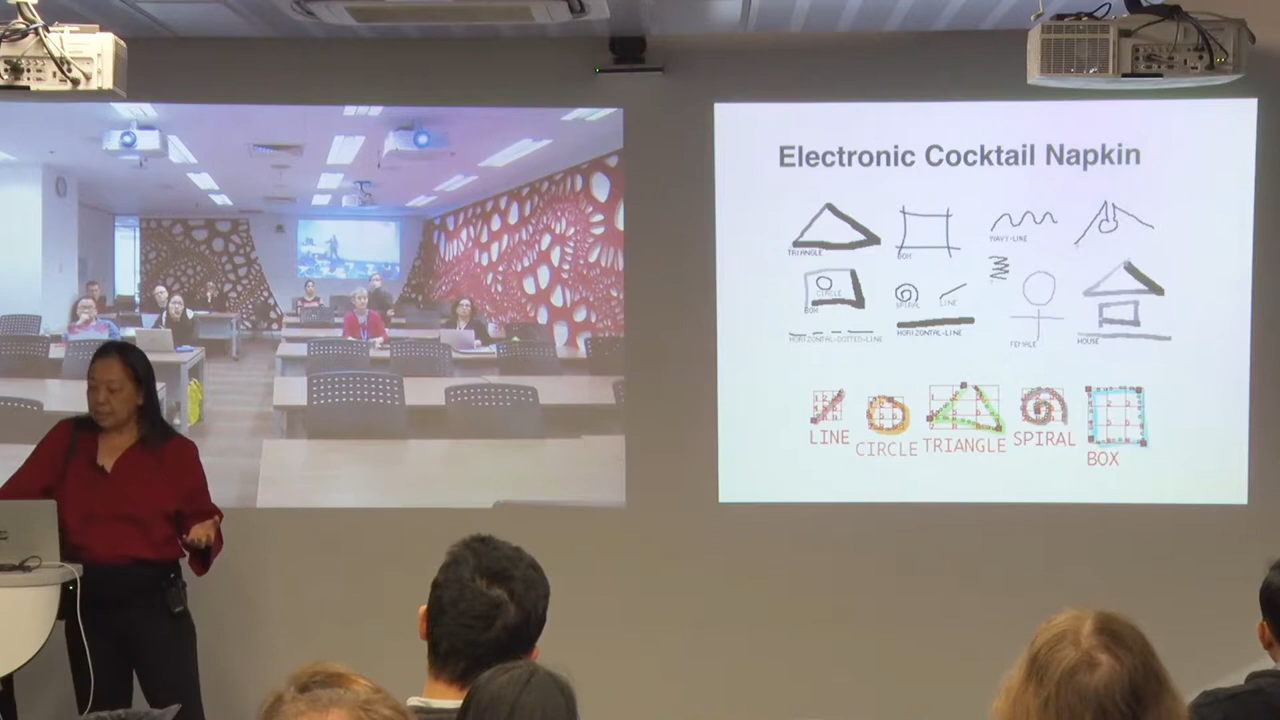 Electronic Cocktail Napkin
TRIANGLE
BOX
WAVY-LINE
CIRCLE
BOX
SPIRAL
LINE
HORIZONTAL-DOTTED-LINE
HORIZONTAL-LINE
FEMALE
HOUSE
LINE
CIRCLE
TRIANGLE
SPIRAL
BOX